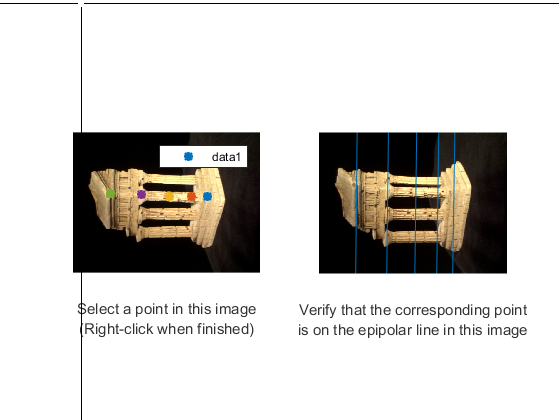 data1
Select a point in this image
(Right-click when finished)
Verify that the corresponding point
is on the epipolar line in this image